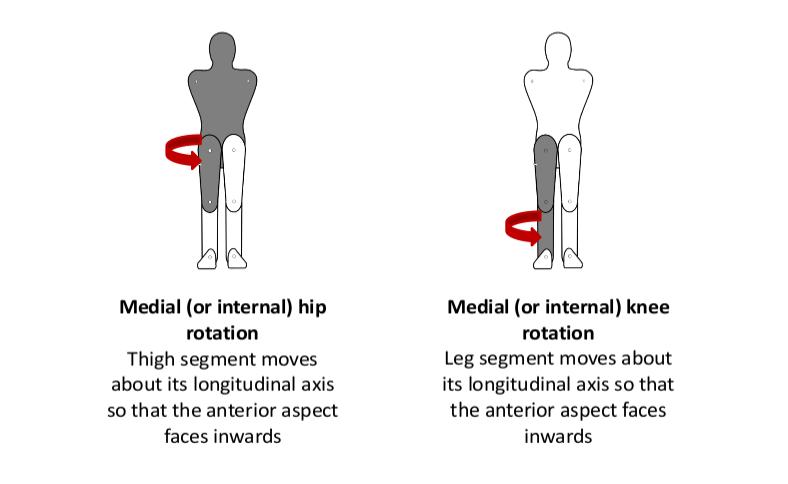 Medial (or internal) hip
rotation
Thigh segment moves
about its longitudinal axis
so that the anterior aspect
faces inwards
Medial (or internal) knee
rotation
Leg segment moves about
its longitudinal axis so that
the anterior aspect faces
inwards